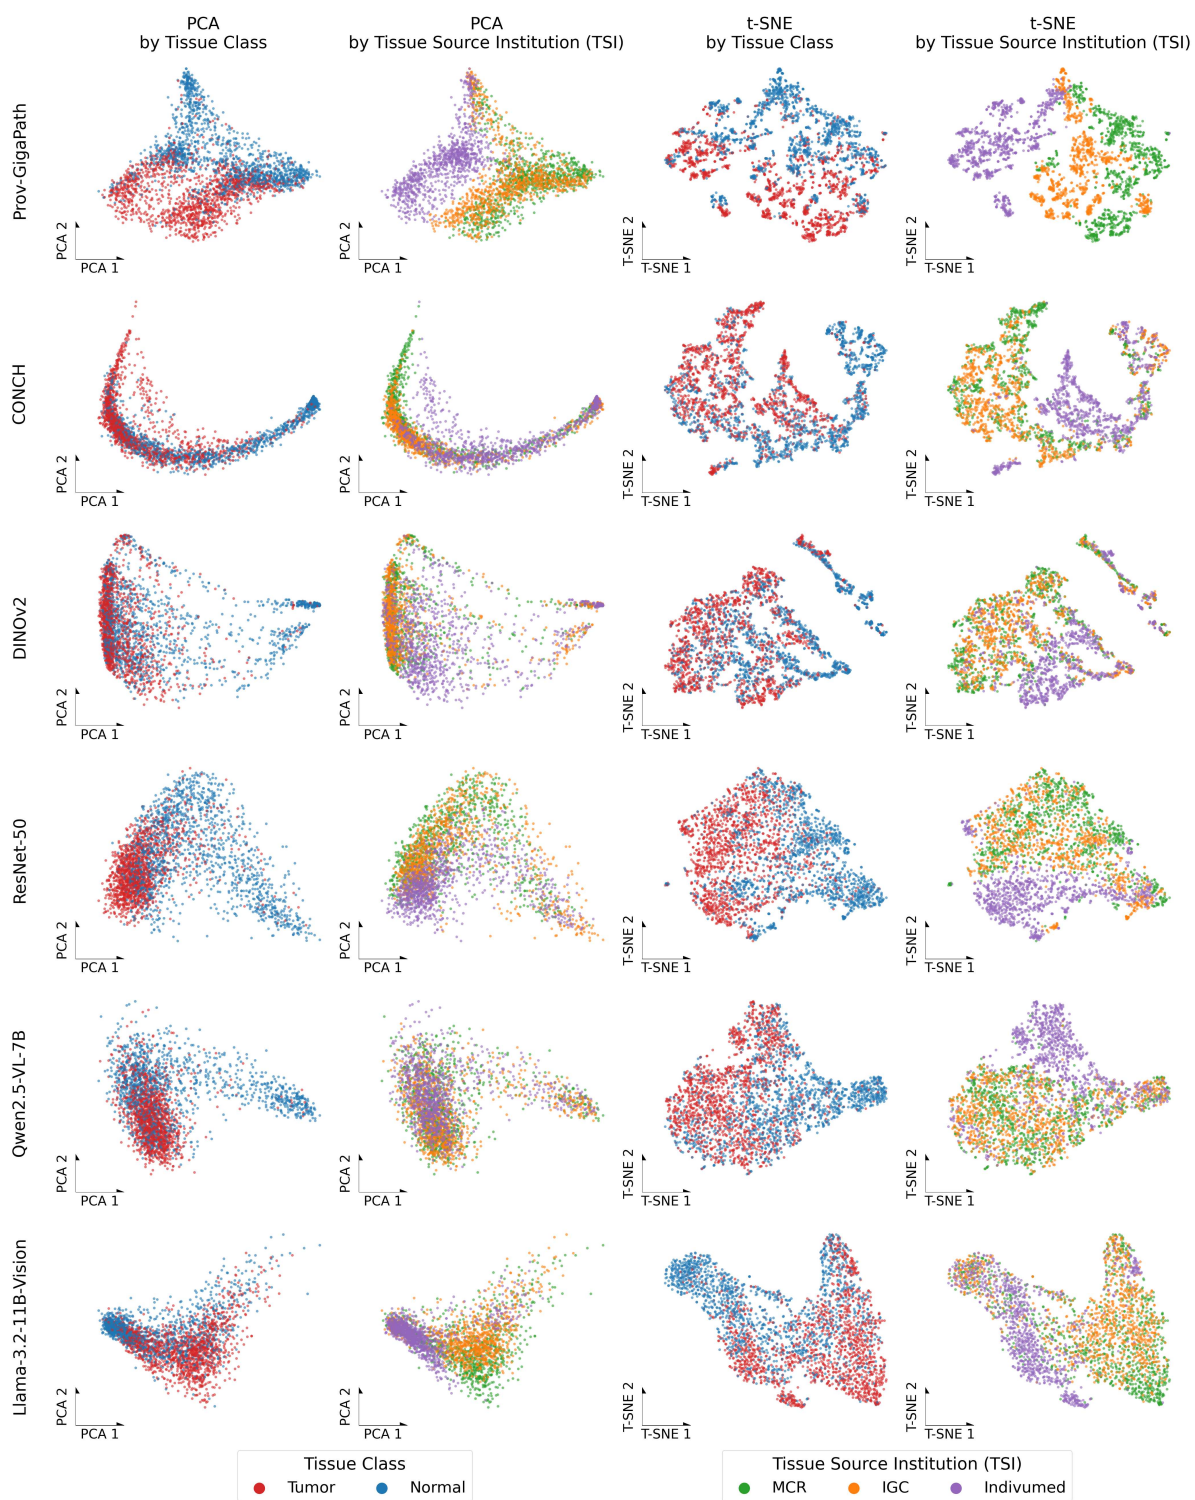 PCA
by Tissue Class
PCA
by Tissue Source Institution (TSI)
t-SNE
by Tissue Class
t-SNE
by Tissue Source Institution (TSI)
Prov-GigaPath
PCA 2
PCA 1
PCA 2
PCA 1
T-SNE 2
T-SNE 1
T-SNE 2
T-SNE 1
CONCH
PCA 2
PCA 1
PCA 2
PCA 1
T-SNE 2
T-SNE 1
T-SNE 2
T-SNE 1
DINOv2
PCA 2
PCA 1
PCA 2
PCA 1
T-SNE 2
T-SNE 1
T-SNE 2
T-SNE 1
ResNet-50
PCA 2
PCA 1
PCA 2
PCA 1
T-SNE 2
T-SNE 1
T-SNE 2
T-SNE 1
Qwen2.5-VL-7B
PCA 2
PCA 1
PCA 2
PCA 1
T-SNE 2
T-SNE 1
T-SNE 2
T-SNE 1
Llama-3.2-11B-Vision
PCA 2
PCA 1
PCA 2
PCA 1
T-SNE 2
T-SNE 1
T-SNE 2
T-SNE 1
Tissue Class
Tumor Normal
Tissue Source Institution (TSI)
MCR IGC Indivumed